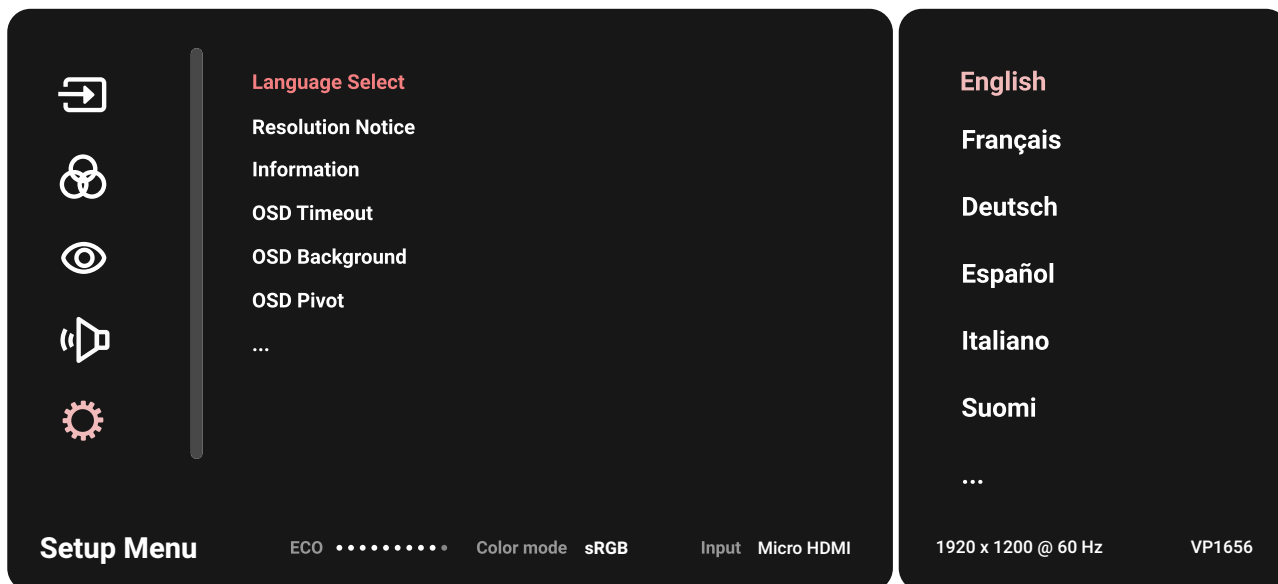 Language Select
Resolution Notice
Information
OSD Timeout
OSD Background
OSD Pivot
...
English
Français
Deutsch
Español
Italiano
Suomi
...
Setup Menu ECO Color mode sRGB Input Micro HDMI 1920 x 1200 @ 60 Hz VP1656